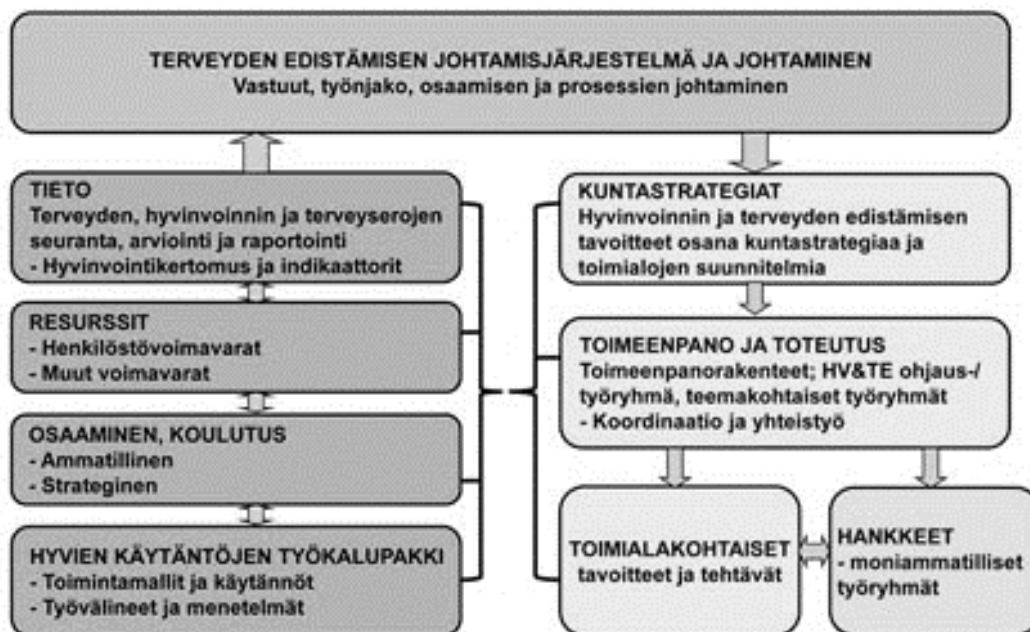 TERVEYDEN EDISTÄMISEN JOHTAMISJÄRJESTELMÄ JA JOHTAMINEN
Vastuut, työnjako, osaamisen ja prosessien johtaminen
TIETO
Terveyden, hyvinvoinnin ja terveyserojen
seuranta, arviointi ja raportointi
- Hyvinvointikertomus ja indikaattorit
RESURSSIT
- Henkilöstövoimavarat
- Muut voimavarat
OSAAMINEN, KOULUTUS
- Ammatillinen
- Strateginen
HYVIEN KÄYTÄNTÖJEN TYÖKALUPAKKI
- Toimintamallit ja käytännöt
- Työvälineet ja menetelmät
KUNTASTRATEGIAT
Hyvinvoinnin ja terveyden edistämisen
tavoitteet osana kuntastrategiaa ja
toimialojen suunnitelmia
TOIMEENPANO JA TOTEUTUS
Toimeenpanorakenteet; HV&TE ohjaus-/
työryhmä, teemakohtaiset työryhmät
- Koordinaatio ja yhteistyö
TOIMIALAKOHTAISET
tavoitteet ja tehtävät
HANKKEET
- moniammatilliset
työryhmät